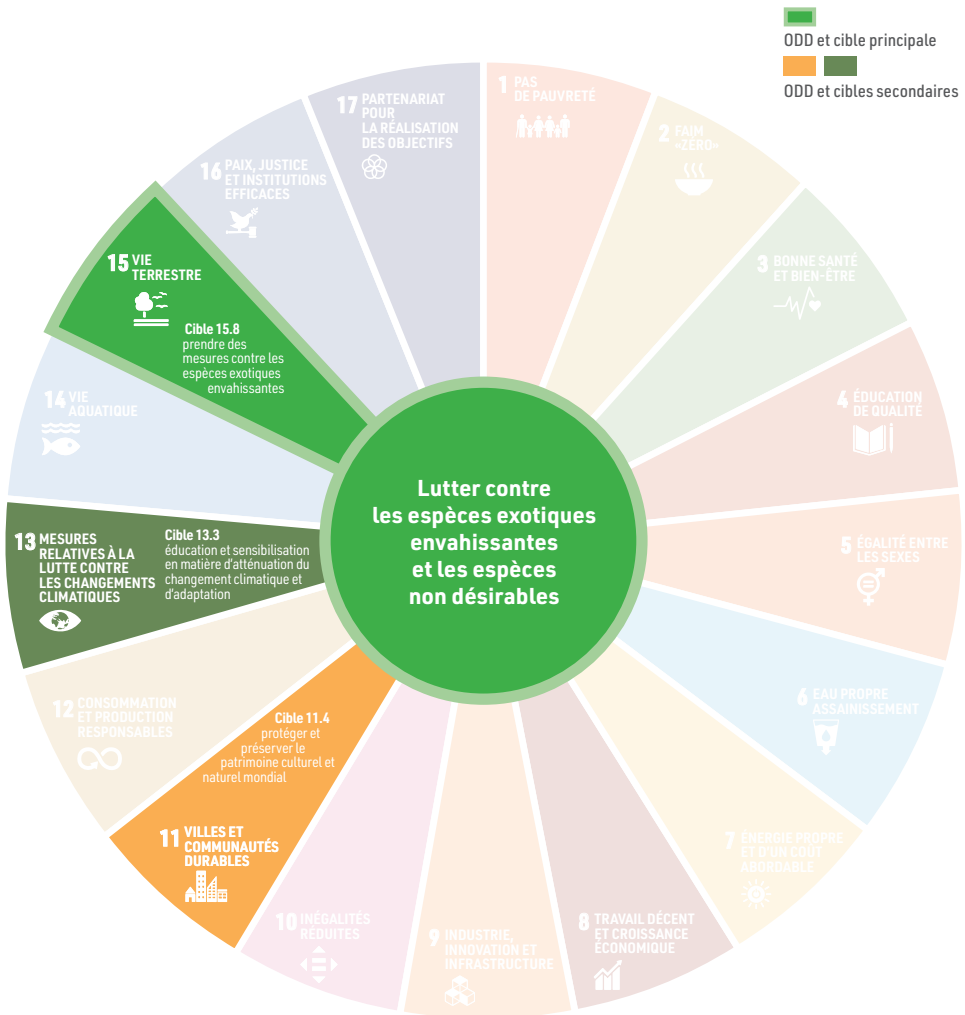 ODD et cible principale
ODD et cibles secondaires
1 PAS
DE PAUVRETÉ
2 FAIM
«ZÉRO»
3 BONNE SANTÉ
ET BIEN-ÊTRE
4 ÉDUCATION
DE QUALITÉ
5 ÉGALITÉ ENTRE
LES SEXES
6 EAU PROPRE
ASSAINISSEMENT
7 ÉNERGIE PROPRE
ET D'UN COÛT
ABORDABLE
8 TRAVAIL DÉCENT
ET CROISSANCE
ÉCONOMIQUE
9 INDUSTRIE,
INNOVATION ET
INFRASTRUCTURE
10 INÉGALITÉS
RÉDUITES
11 VILLES ET
COMMUNAUTÉS
DURABLES
Cible 11.4
protéger et
préserver le
patrimoine culturel et
naturel mondial
12 CONSOMMATION
ET PRODUCTION
RESPONSABLES
13 MESURES
RELATIVES À LA
LUTTE CONTRE
LES CHANGEMENTS
CLIMATIQUES
Cible 13.3
éducation et sensibilisation
en matière d'atténuation du
changement climatique et
d'adaptation
14 VIE
AQUATIQUE
15 VIE
TERRESTRE
Cible 15.8
prendre des
mesures contre les
espèces exotiques
envahissantes
16 PAIX, JUSTICE
ET INSTITUTIONS
EFFICACES
17 PARTENARIAT
POUR
LA RÉALISATION
DES OBJECTIFS
Lutter contre
les espèces exotiques
envahissantes
et les espèces
non désirables